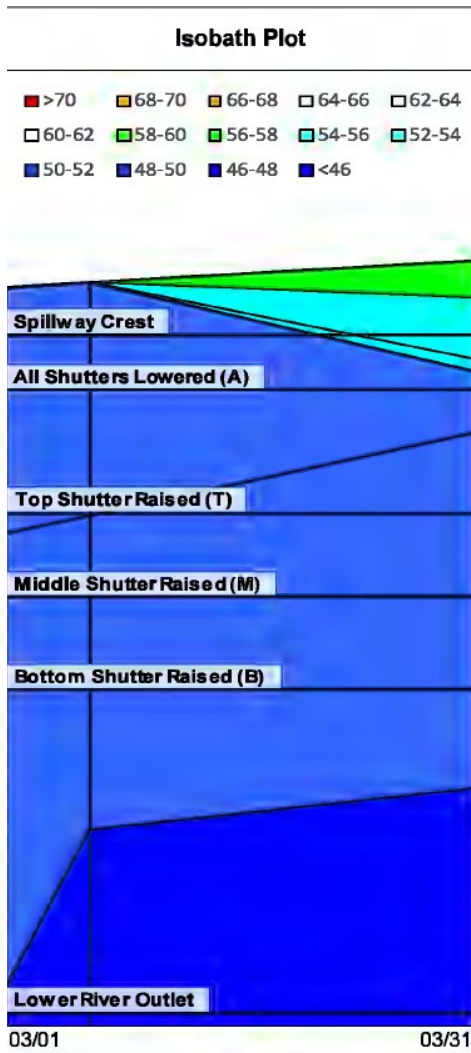 Isobath Plot
>70 68-70 66-68 64-66 62-64
60-62 58-60 56-58 54-56 52-54
50-52 48-50 46-48 <46
Spillway Crest
All Shutters Lowered (A)
Top Shutter Raised (T)
Middle Shutter Raised (M)
Bottom Shutter Raised (B)
Lower River Outlet
03/01 03/31